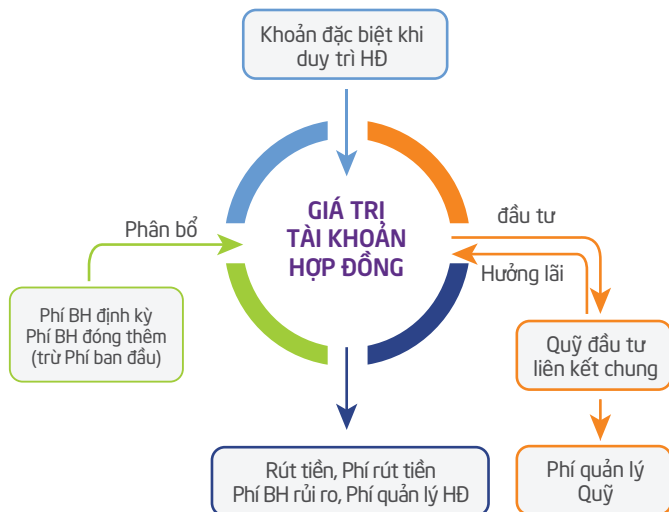 Khoản đặc biệt khi
duy trì HĐ
GIÁ TRỊ
TÀI KHOẢN
HỢP ĐỒNG
Phân bổ
đầu tư
Hưởng lãi
Phí BH định kỳ
Phí BH đóng thêm
(trừ Phí ban đầu)
Quỹ đầu tư
liên kết chung
Rút tiền, Phí rút tiền
Phí BH rủi ro, Phí quản lý HĐ
Phí quản lý
Quỹ